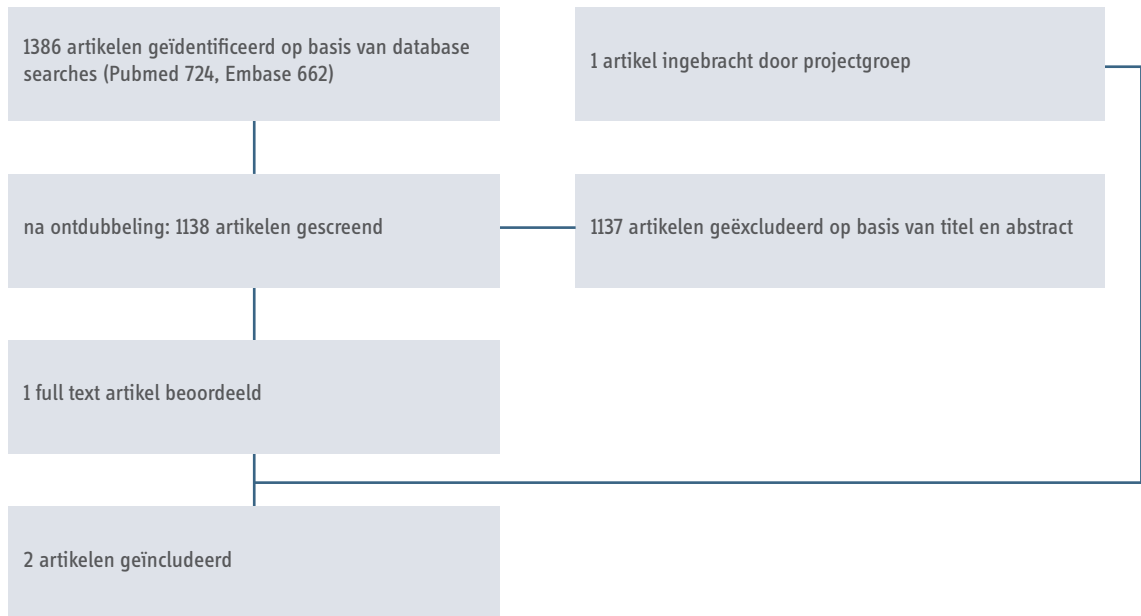 1386 artikelen geïdentificeerd op basis van database
searches (Pubmed 724, Embase 662)
1 artikel ingebracht door projectgroep
na ontdubbeling: 1138 artikelen gescreend
1137 artikelen geëxcludeerd op basis van titel en abstract
1 full text artikel beoordeeld
2 artikelen geïncludeerd